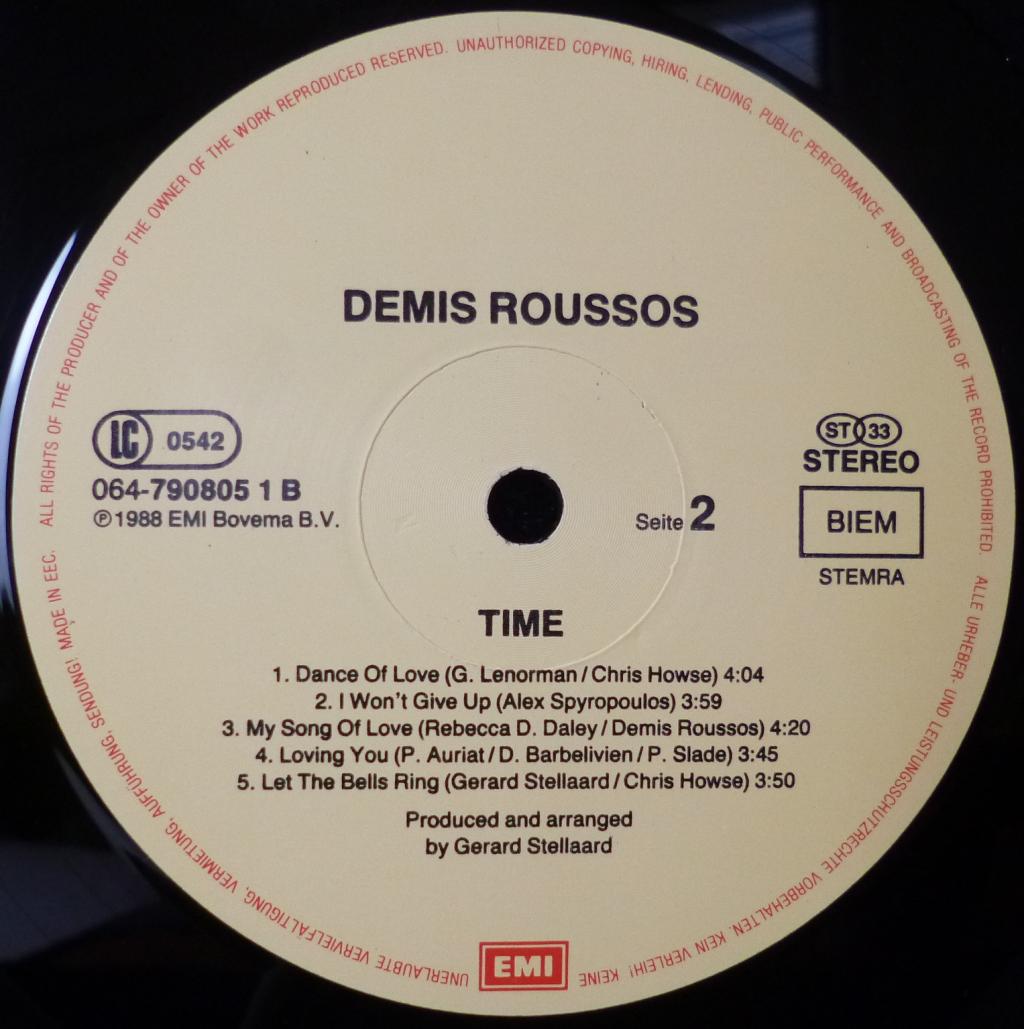 ALL RIGHTS OF THE PRODUCER AND OF THE OWNER OF THE WORK REPRODUCED RESERVED. UNAUTHORIZED COPYING, HIRING, LENDING, PUBLIC PERFORMANCE AND BROADCASTING OF THE RECORD PROHIBITED.
ALLE URHEBER- UND LEISTUNGSSCHUTZRECHTE VORBEHALTEN. KEIN VERLEIH! KEINE UNERLAUBTE VERVIELFÄLTIGUNG, VERMIETUNG, AUFFÜHRUNG, SENDUNG! MADE IN EEC.
DEMIS ROUSSOS
LC 0542
064-790805 1 B
℗1988 EMI Bovema B.V.
Seite 2
ST 33
STEREO
BIEM
STEMRA
TIME
1. Dance Of Love (G. Lenorman/Chris Howse) 4:04
2. I Won't Give Up (Alex Spyropoulos) 3:59
3. My Song Of Love (Rebecca D. Daley/Demis Roussos) 4:20
4. Loving You (P. Auriat/D. Barbelivien/P. Slade) 3:45
5. Let The Bells Ring (Gerard Stellaard/Chris Howse) 3:50
Produced and arranged
by Gerard Stellaard
EMI